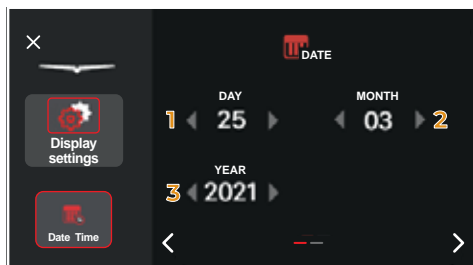 DATE
DAY
MONTH
1 25
03 2
YEAR
3 2021
Display
settings
Date Time